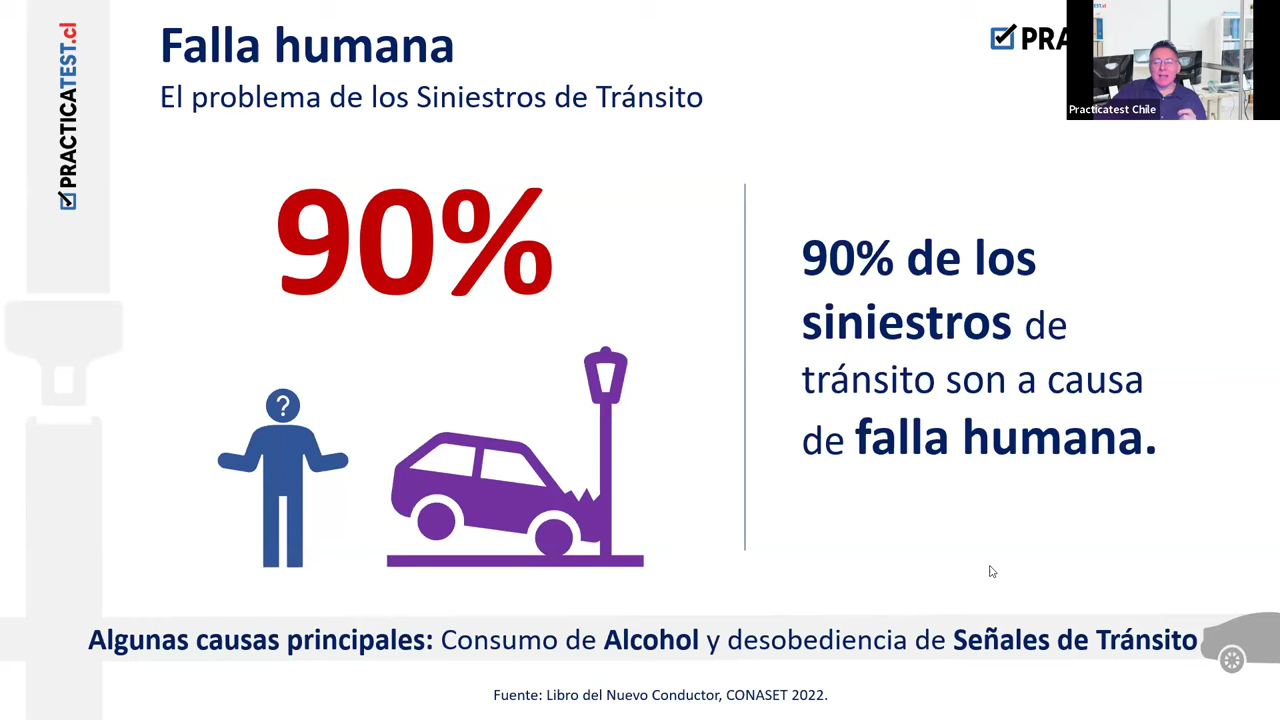 PRACTICATEST.cl
Falla humana
El problema de los Siniestros de Tránsito
PRA
Practicatest Chile
90%
?
90% de los
siniestros de
tránsito son a causa
de falla humana.
Algunas causas principales: Consumo de Alcohol y desobediencia de Señales de Tránsito
Fuente: Libro del Nuevo Conductor, CONASET 2022.